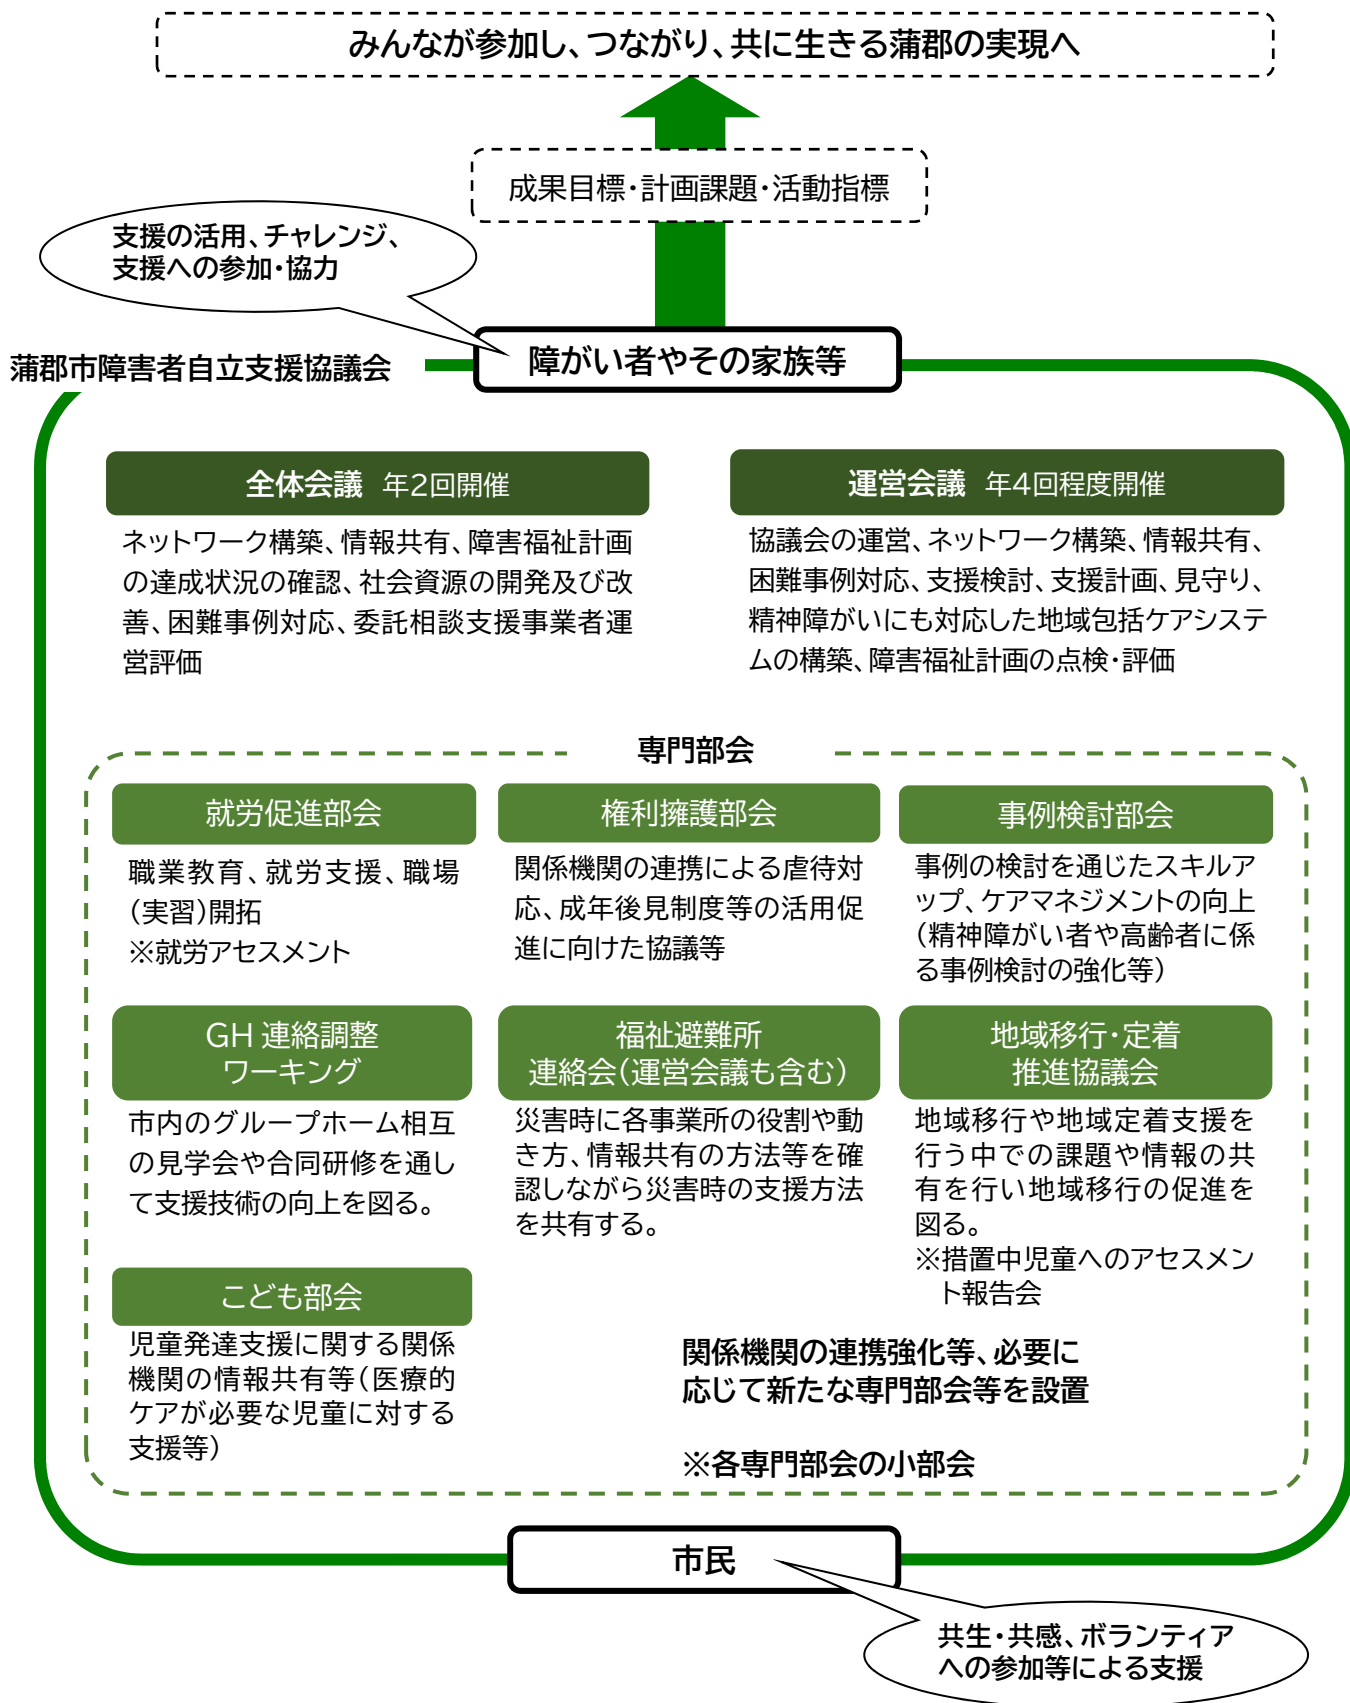 みんなが参加し、つながり、共に生きる蒲郡の実現へ
成果目標・計画課題・活動指標
支援の活用、チャレンジ、
支援への参加・協力
障がい者やその家族等
蒲郡市障害者自立支援協議会
全体会議 年2回開催
ネットワーク構築、情報共有、障害福祉計画
の達成状況の確認、社会資源の開発及び改
善、困難事例対応、委託相談支援事業者運
営評価
運営会議 年4回程度開催
協議会の運営、ネットワーク構築、情報共有、
困難事例対応、支援検討、支援計画、見守り、
精神障がいにも対応した地域包括ケアシステ
ムの構築、障害福祉計画の点検・評価
専門部会
就労促進部会
職業教育、就労支援、職場
(実習)開拓
※就労アセスメント
権利擁護部会
関係機関の連携による虐待対
応、成年後見制度等の活用促
進に向けた協議等
事例検討部会
事例の検討を通じたスキルア
ップ、ケアマネジメントの向上
(精神障がい者や高齢者に係
る事例検討の強化等)
GH 連絡調整
ワーキング
市内のグループホーム相互
の見学会や合同研修を通し
て支援技術の向上を図る。
福祉避難所
連絡会(運営会議も含む)
災害時に各事業所の役割や動
き方、情報共有の方法等を確
認しながら災害時の支援方法
を共有する。
地域移行・定着
推進協議会
地域移行や地域定着支援を
行う中での課題や情報の共
有を行い地域移行の促進を
図る。
※措置中児童へのアセスメン
ト報告会
こども部会
児童発達支援に関する関係
機関の情報共有等(医療的
ケアが必要な児童に対する
支援等)
関係機関の連携強化等、必要に
応じて新たな専門部会等を設置
※各専門部会の小部会
市民
共生・共感、ボランティア
への参加等による支援